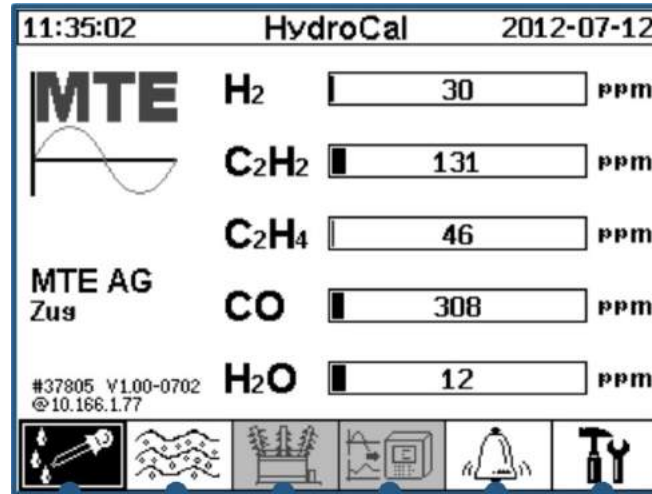 11:35:02 HydroCal 2012-07-12
MTE
H₂ 30 ppm
C₂H₂ 131 ppm
C₂H₄ 46 ppm
MTE AG
Zug
CO 308 ppm
#37805 V1.00-0702
@10.166.1.77
H₂O 12 ppm